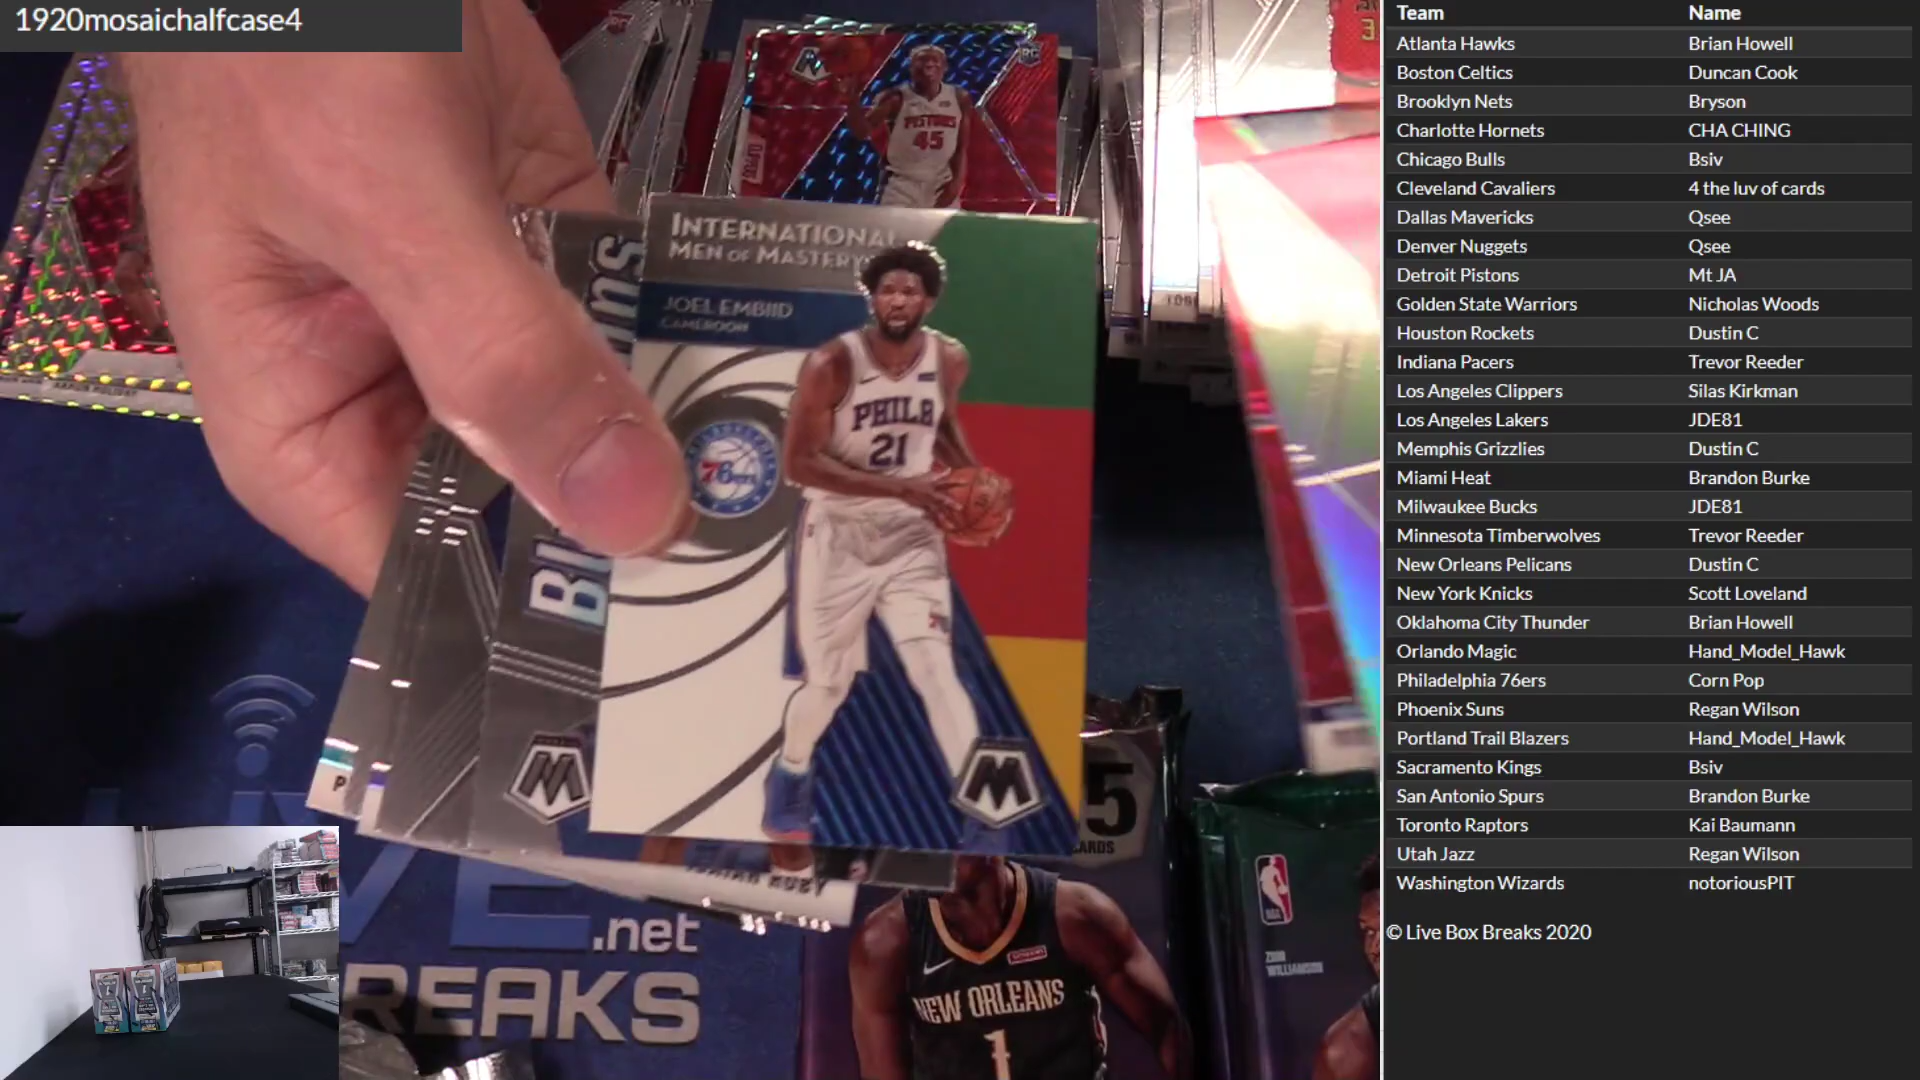 1920mosaichalfcase4
INTERNATIONAL
MEN OF MASTERY
JOEL EMBIID
CAMEROON
76ERS
PHILA
21
PISTONS
45
RC
.net
REAKS
5
CARDS
NEW ORLEANS
1
NBA
ZION
WILLIAMSON
Team Name
Atlanta Hawks Brian Howell
Boston Celtics Duncan Cook
Brooklyn Nets Bryson
Charlotte Hornets CHA CHING
Chicago Bulls Bsiv
Cleveland Cavaliers 4 the luv of cards
Dallas Mavericks Qsee
Denver Nuggets Qsee
Detroit Pistons Mt JA
Golden State Warriors Nicholas Woods
Houston Rockets Dustin C
Indiana Pacers Trevor Reeder
Los Angeles Clippers Silas Kirkman
Los Angeles Lakers JDE81
Memphis Grizzlies Dustin C
Miami Heat Brandon Burke
Milwaukee Bucks JDE81
Minnesota Timberwolves Trevor Reeder
New Orleans Pelicans Dustin C
New York Knicks Scott Loveland
Oklahoma City Thunder Brian Howell
Orlando Magic Hand_Model_Hawk
Philadelphia 76ers Corn Pop
Phoenix Suns Regan Wilson
Portland Trail Blazers Hand_Model_Hawk
Sacramento Kings Bsiv
San Antonio Spurs Brandon Burke
Toronto Raptors Kai Baumann
Utah Jazz Regan Wilson
Washington Wizards notoriousPIT
© Live Box Breaks 2020